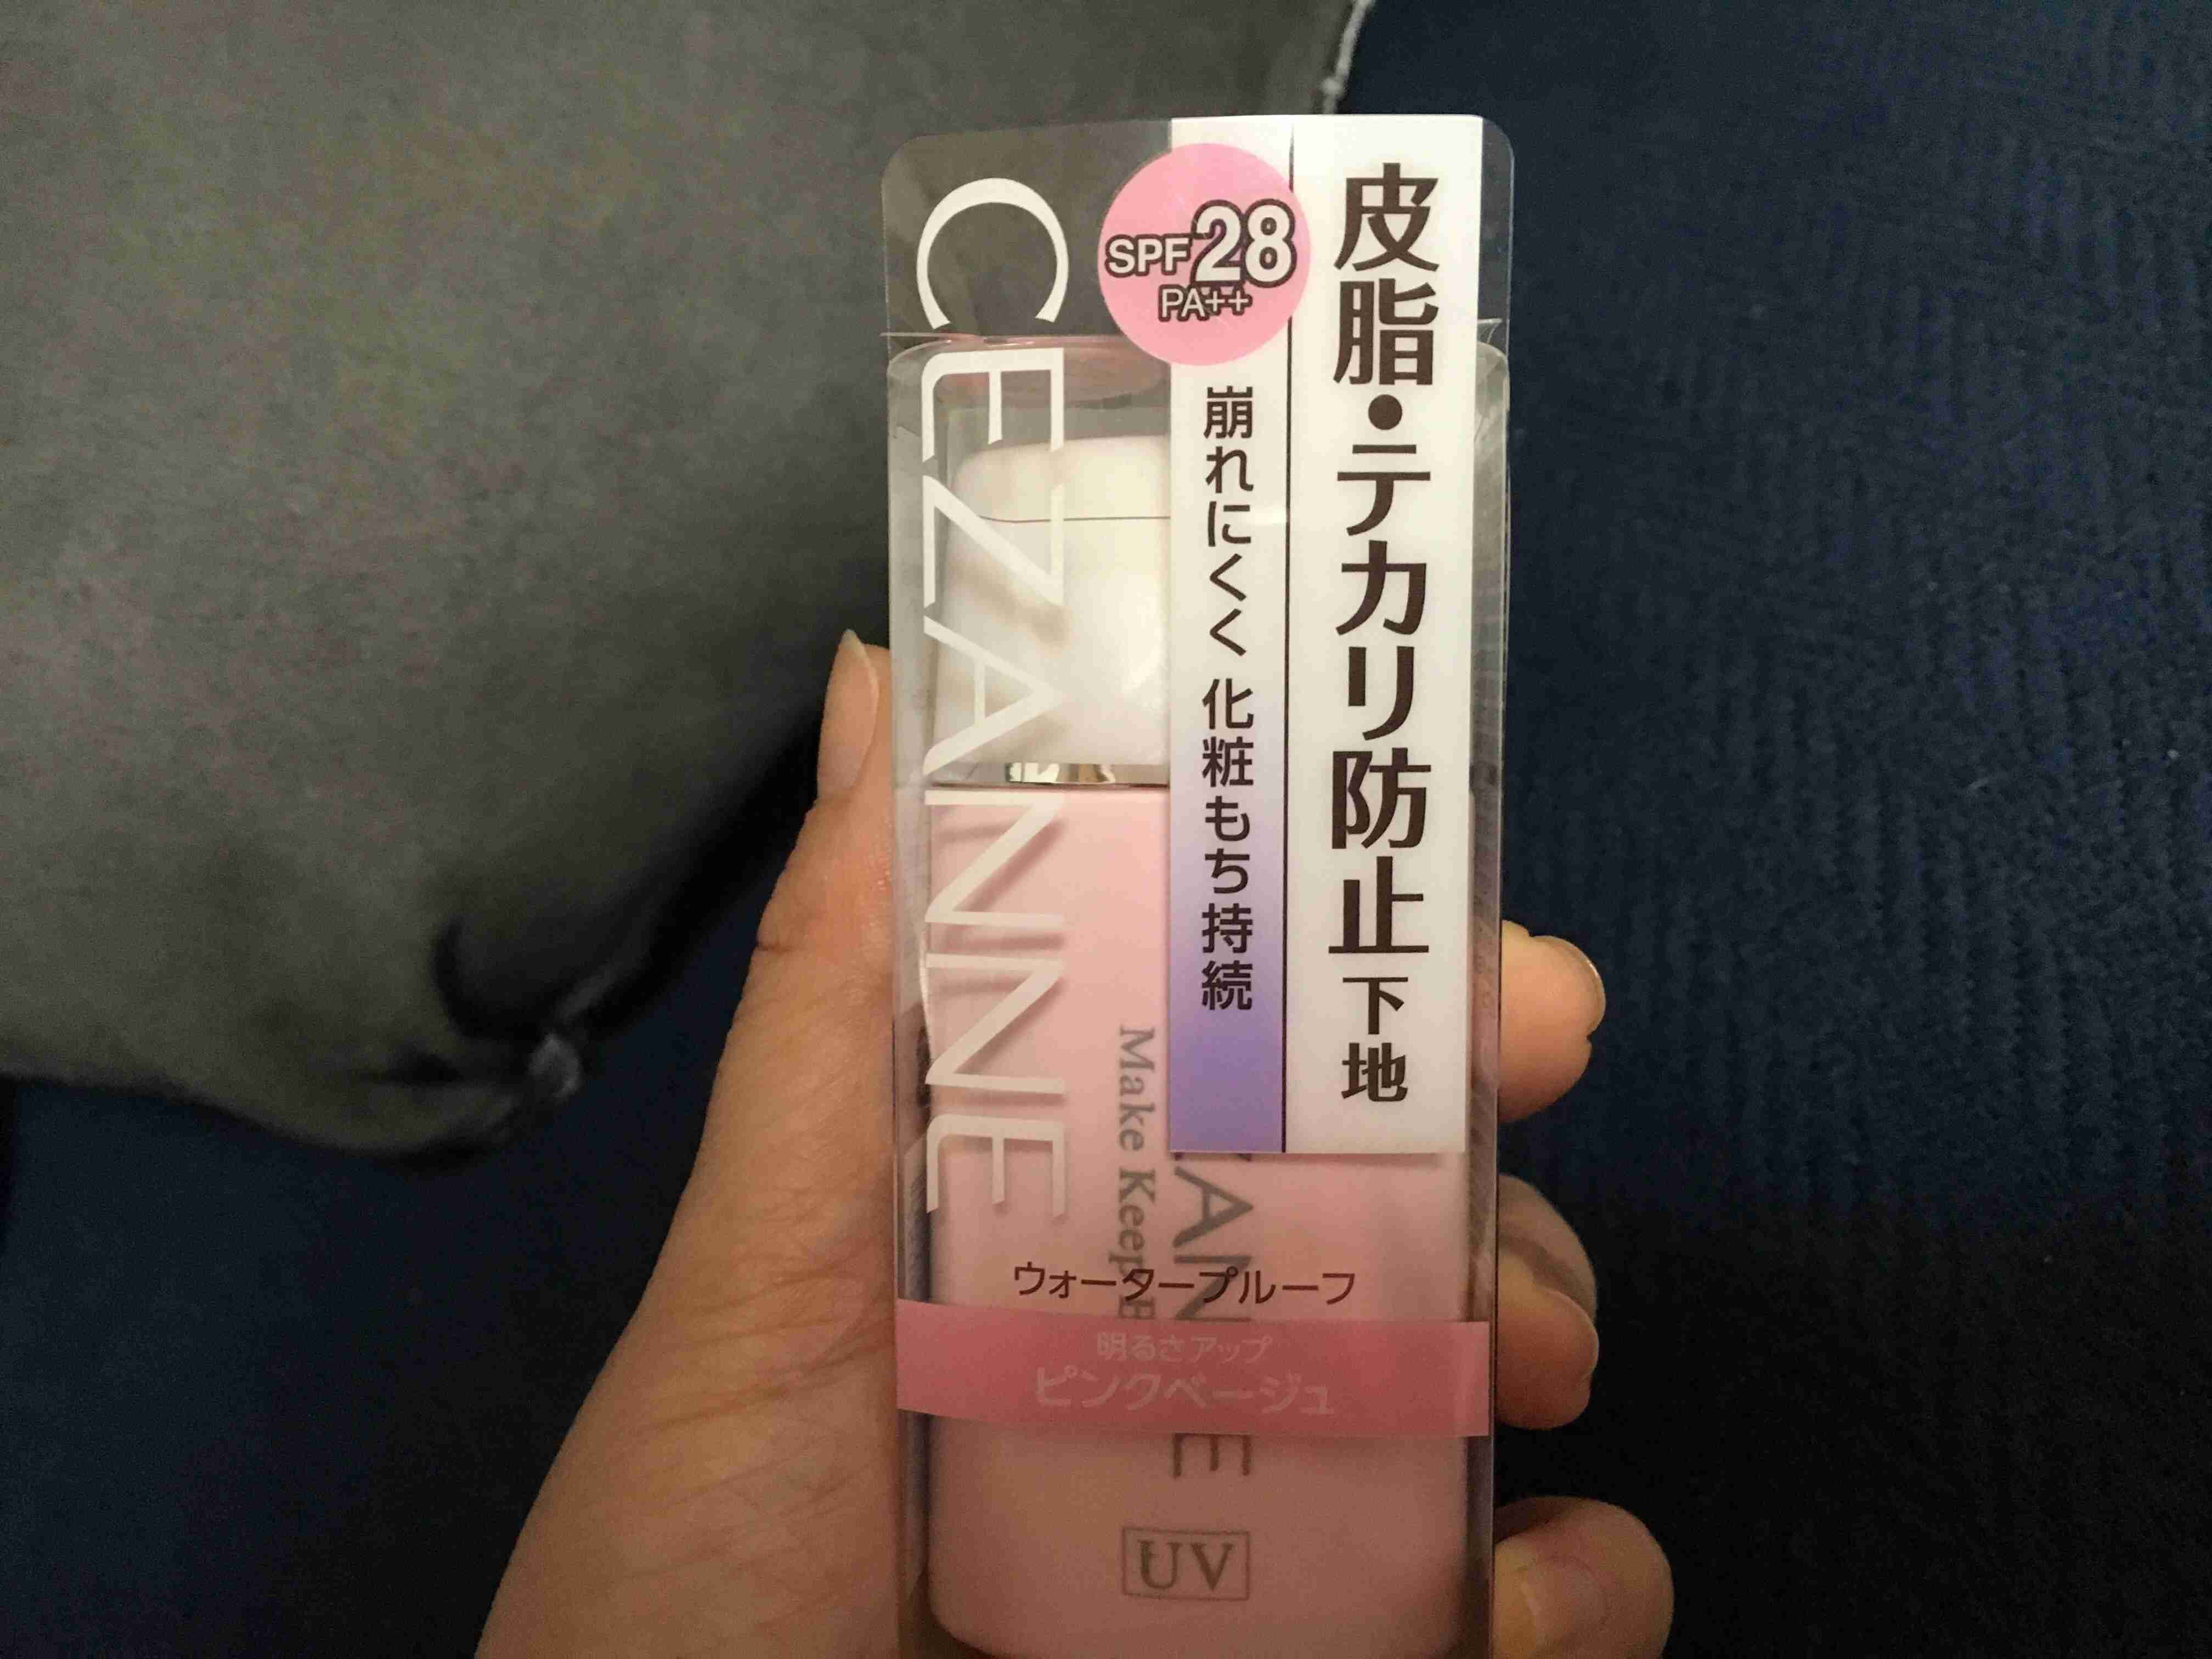 CEZANNE
SPF28
PA++
皮脂・テカリ防止下地
崩れにくく 化粧もち持続
Make Keep
ウォータープルーフ
明るさアップ
ピンクベージュ
UV